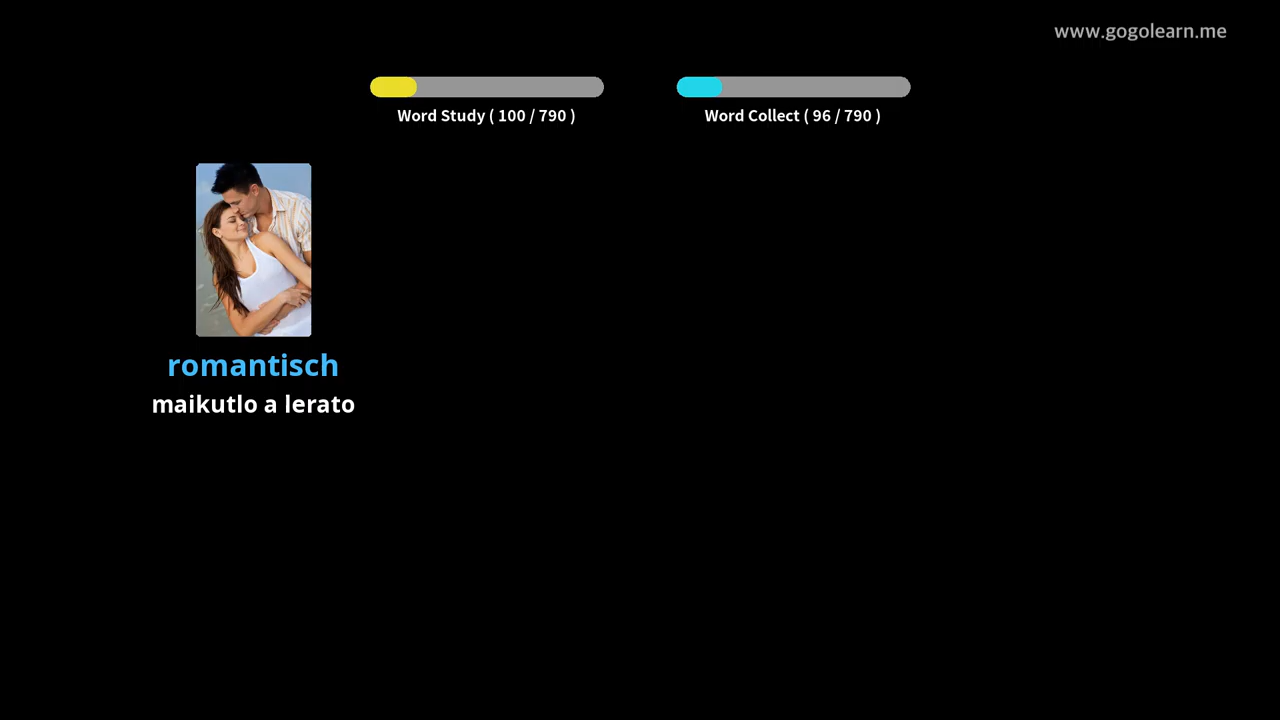 www.gogolearn.me
Word Study ( 100 / 790 )
Word Collect ( 96 / 790 )
romantisch
maikutlo a lerato